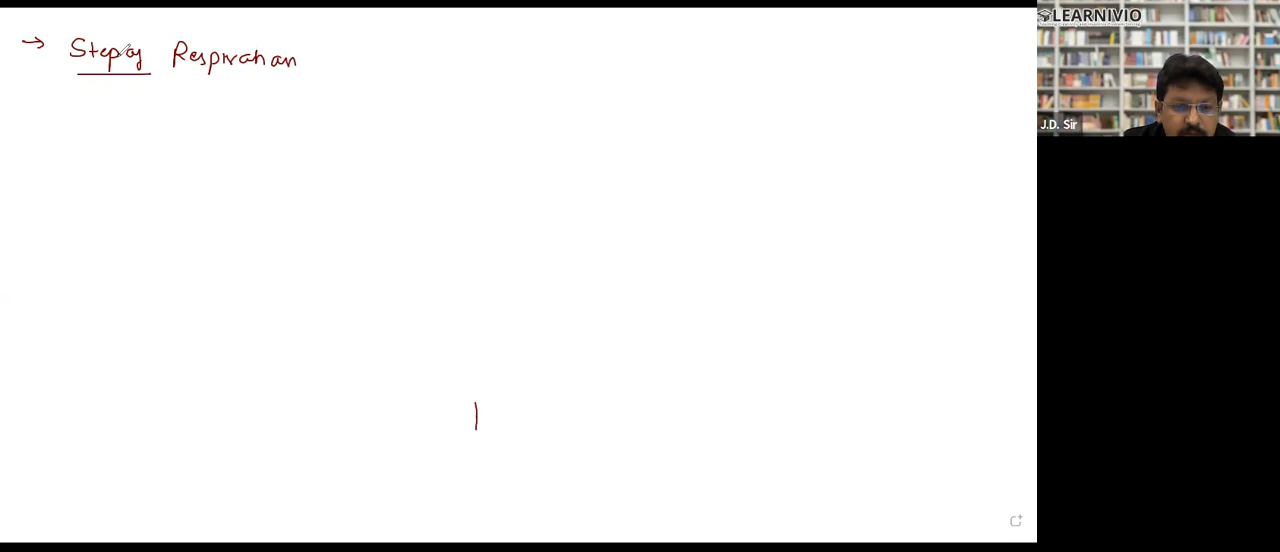 LEARNIVIO
→ Step of Respiration
J.D. Sir